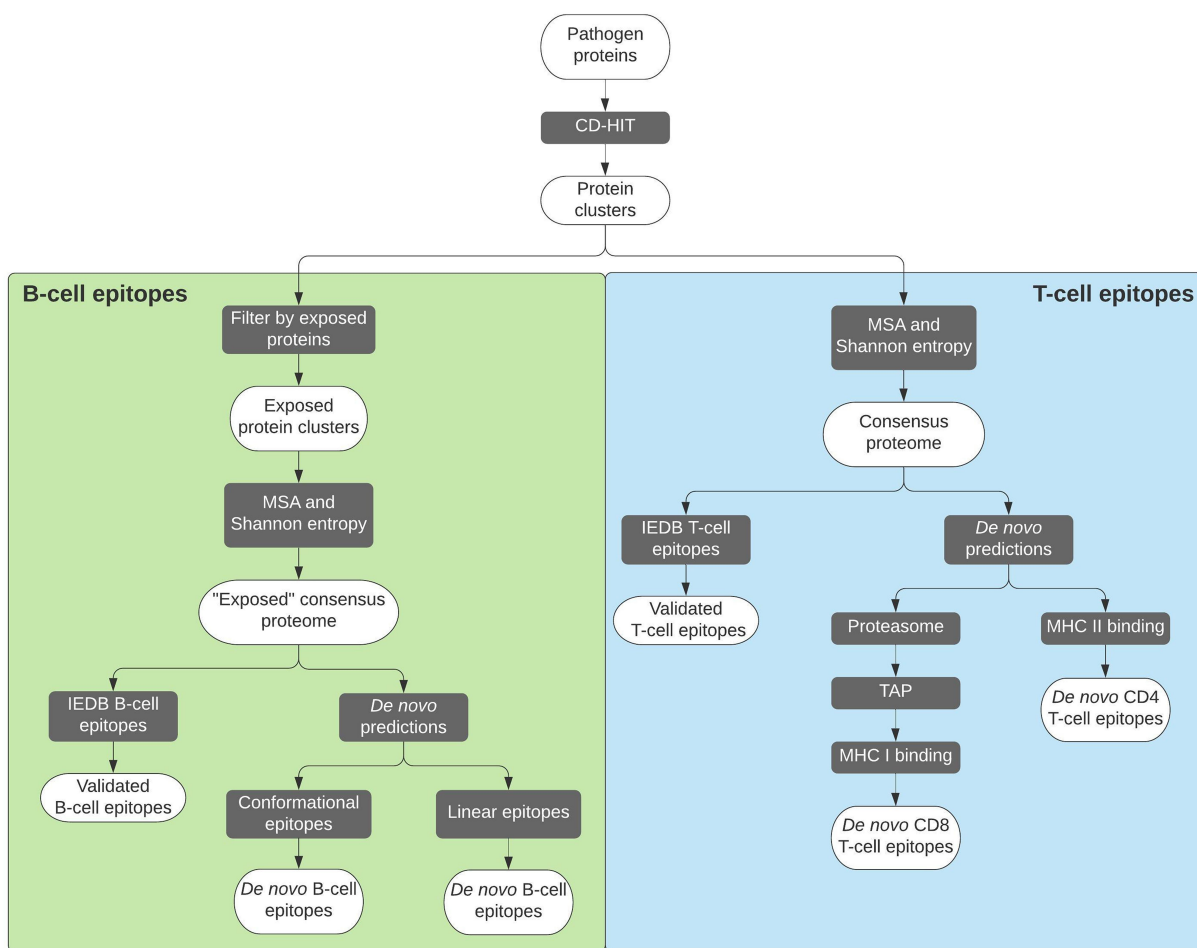 Pathogen
proteins
CD-HIT
Protein
clusters
B-cell epitopes
Filter by exposed
proteins
Exposed
protein clusters
MSA and
Shannon entropy
"Exposed" consensus
proteome
IEDB B-cell
epitopes
Validated
B-cell epitopes
De novo
predictions
Conformational
epitopes
De novo B-cell
epitopes
Linear epitopes
De novo B-cell
epitopes
T-cell epitopes
MSA and
Shannon entropy
Consensus
proteome
IEDB T-cell
epitopes
Validated
T-cell epitopes
De novo
predictions
Proteasome
TAP
MHC I binding
De novo CD8
T-cell epitopes
MHC II binding
De novo CD4
T-cell epitopes